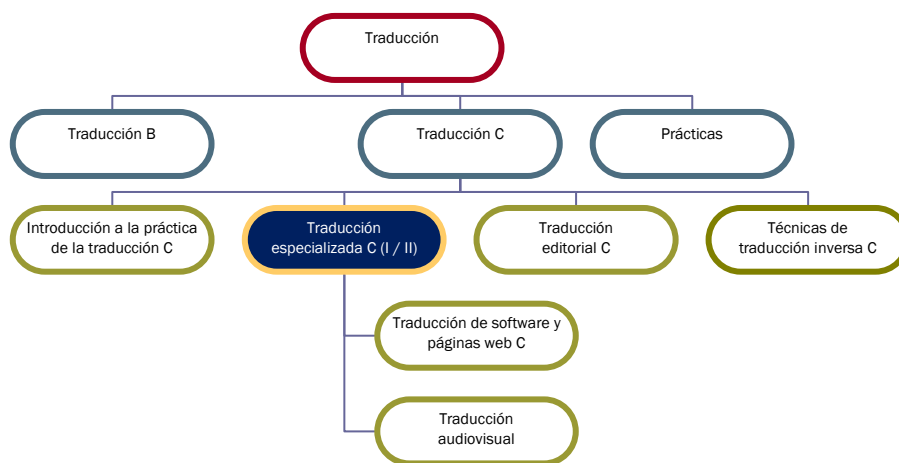 Traducción
Traducción B
Traducción C
Prácticas
Introducción a la práctica
de la traducción C
Traducción
especializada C (I / II)
Traducción
editorial C
Técnicas de
traducción inversa C
Traducción de software y
páginas web C
Traducción
audiovisual